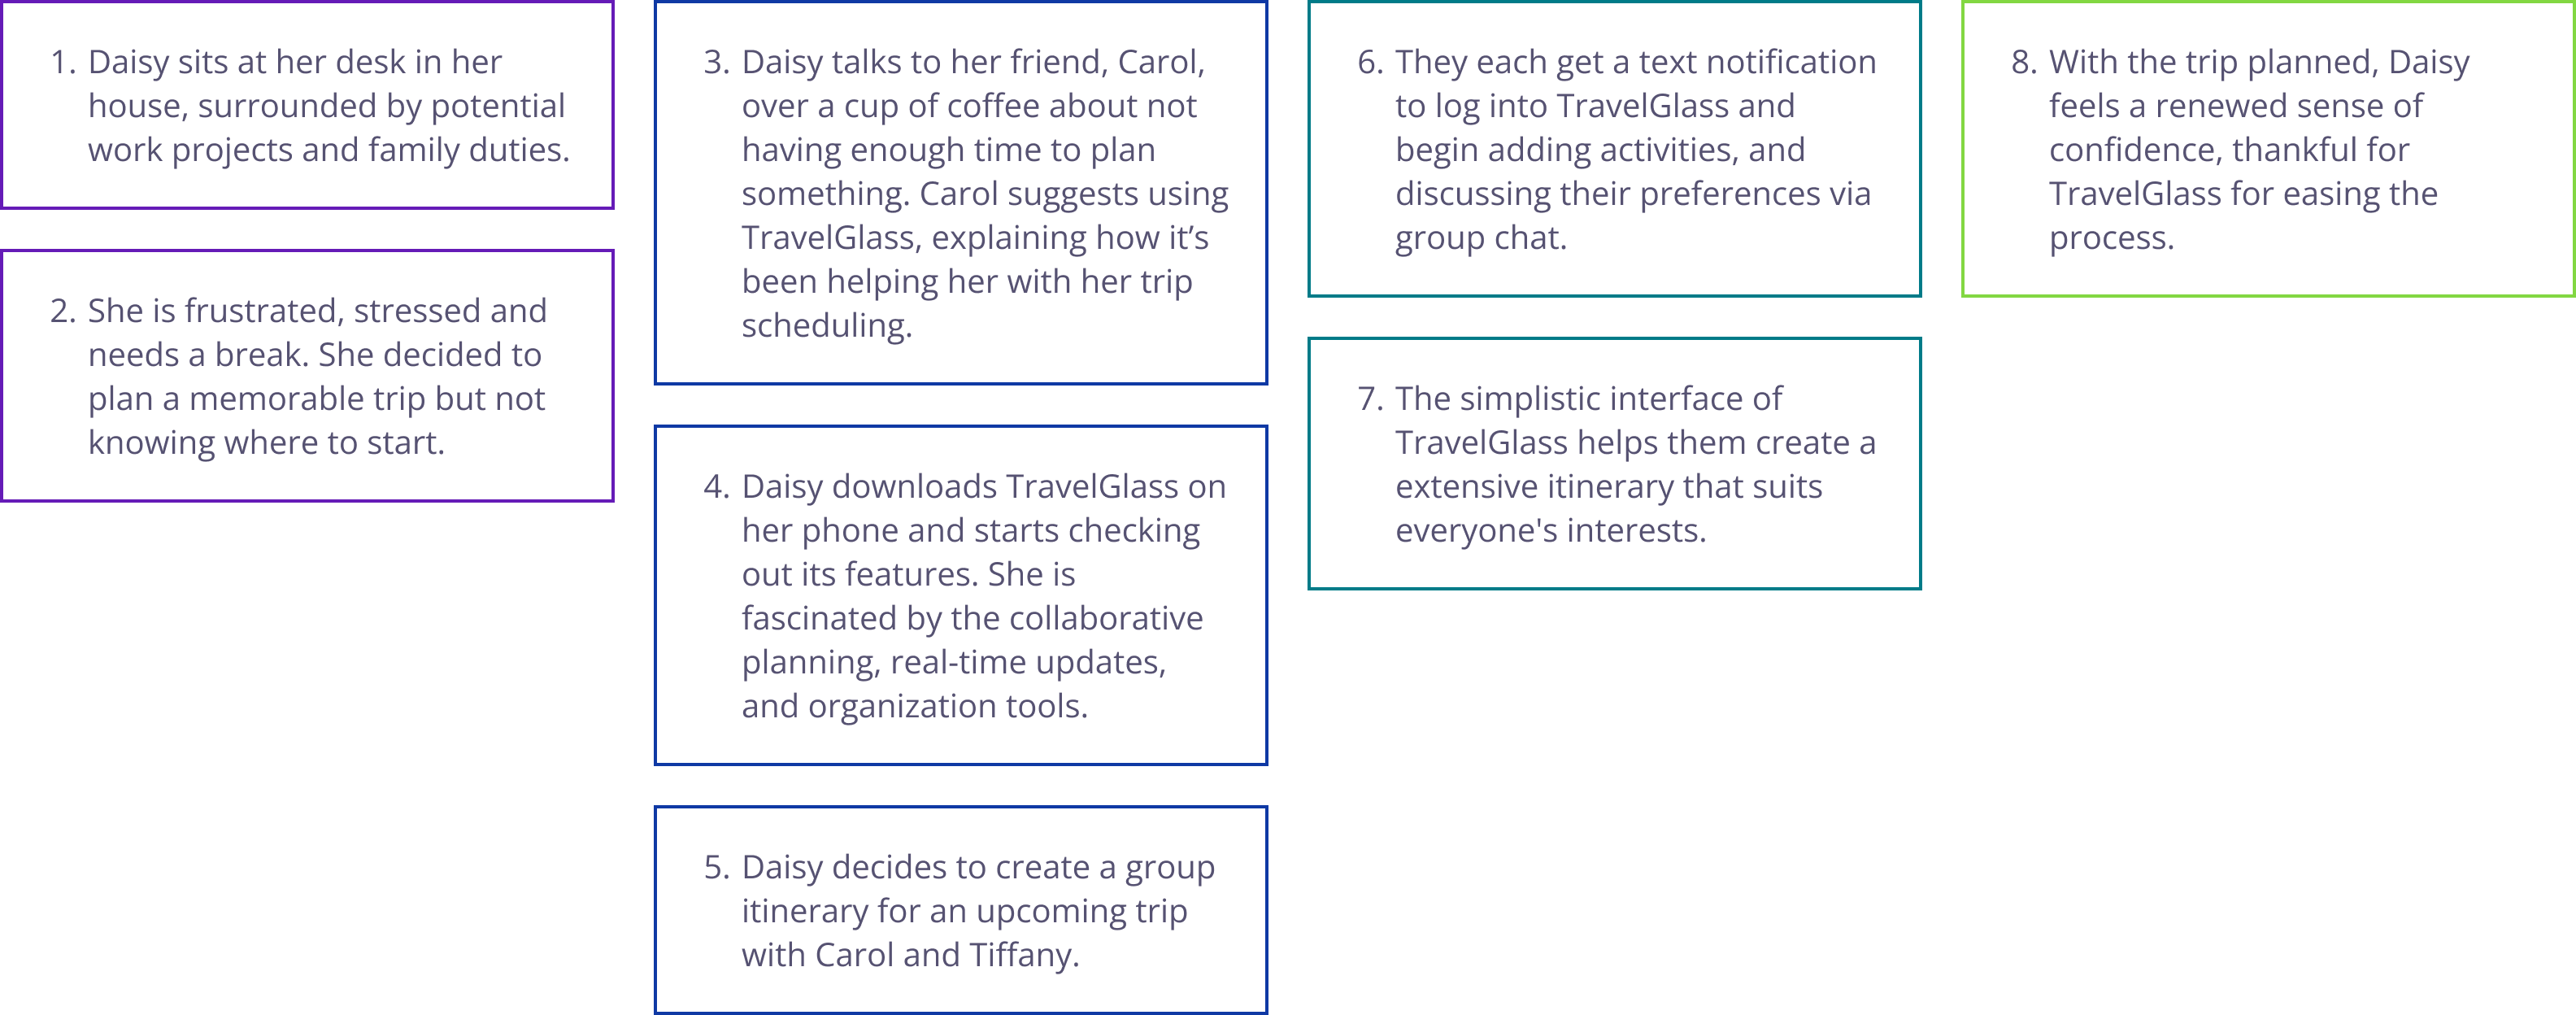 1. Daisy sits at her desk in her
house, surrounded by potential
work projects and family duties.
2. She is frustrated, stressed and
needs a break. She decided to
plan a memorable trip but not
knowing where to start.
3. Daisy talks to her friend, Carol,
over a cup of coffee about not
having enough time to plan
something. Carol suggests using
TravelGlass, explaining how it’s
been helping her with her trip
scheduling.
4. Daisy downloads TravelGlass on
her phone and starts checking
out its features. She is
fascinated by the collaborative
planning, real-time updates,
and organization tools.
5. Daisy decides to create a group
itinerary for an upcoming trip
with Carol and Tiffany.
6. They each get a text notification
to log into TravelGlass and
begin adding activities, and
discussing their preferences via
group chat.
7. The simplistic interface of
TravelGlass helps them create a
extensive itinerary that suits
everyone's interests.
8. With the trip planned, Daisy
feels a renewed sense of
confidence, thankful for
TravelGlass for easing the
process.